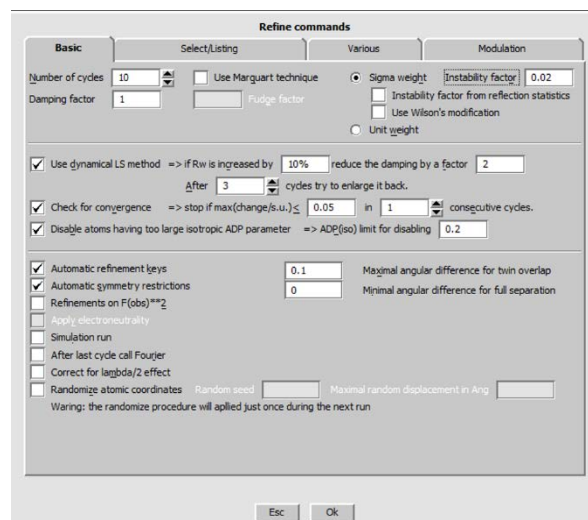 Refine commands
Basic Select/Listing Various Modulation
Number of cycles 10 Use Marquart technique Sigma weight Instability factor 0.02
Damping factor 1 Fudge factor Instability factor from reflection statistics
Use Wilson's modification
Unit weight
Use dynamical LS method => if Rw is increased by 10% reduce the damping by a factor 2
After 3 cycles try to enlarge it back.
Check for convergence => stop if max(change/s.u.)< 0.05 in 1 consecutive cycles.
Disable atoms having too large isotropic ADP parameter => ADP(iso) limit for disabling 0.2
Automatic refinement keys 0.1 Maximal angular difference for twin overlap
Automatic symmetry restrictions 0 Minimal angular difference for full separation
Refinements on F(obs)**2
Apply electroneutrality
Simulation run
After last cycle call Fourier
Correct for lambda/2 effect
Randomize atomic coordinates Random seed Maximal random displacement in Ang
Waring: the randomize procedure will apllied just once during the next run
Esc Ok